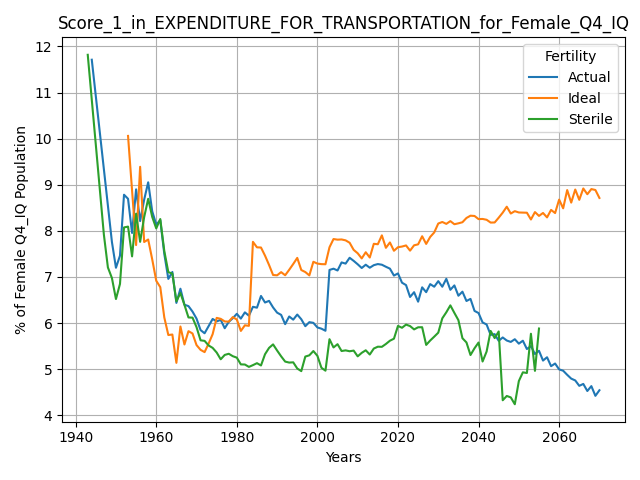 Score_1_in_EXPENDITURE_FOR_TRANSPORTATION_for_Female_Q4_IQ
% of Female Q4_IQ Population
12
11
10
9
8
7
6
5
4
Fertility
Actual
Ideal
Sterile
1940 1960 1980 2000 2020 2040 2060
Years